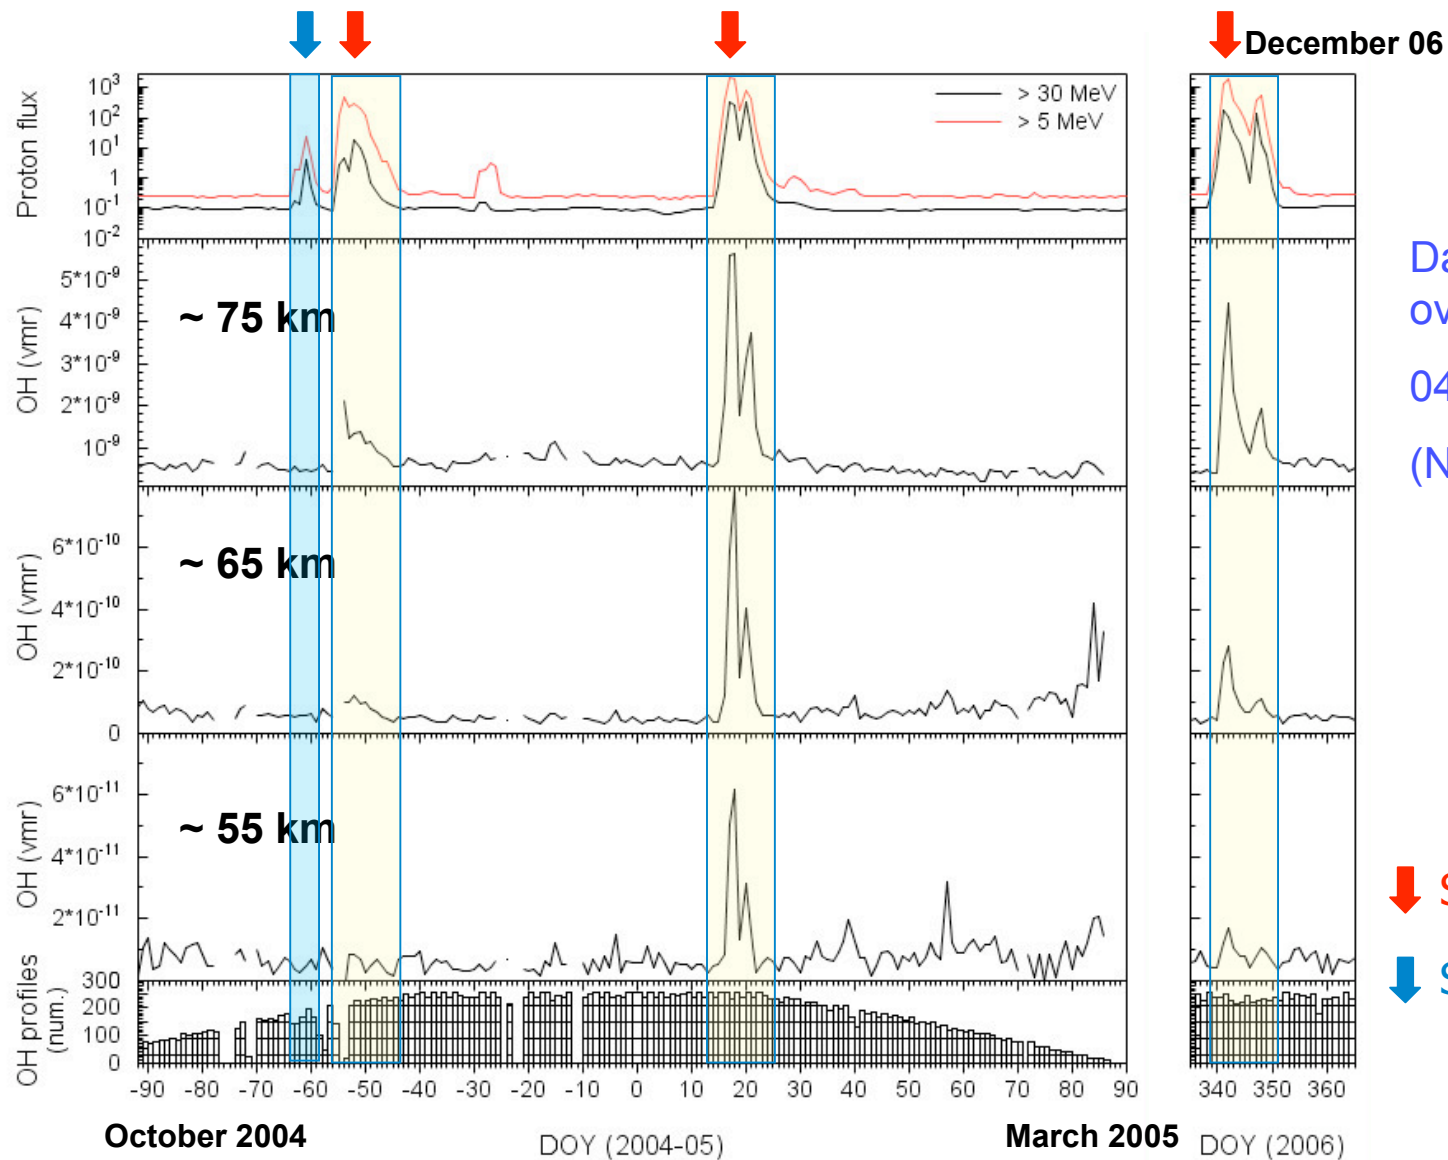 December 06
Proton flux
10³
10²
10¹
1
10⁻¹
10⁻²
> 30 MeV
> 5 MeV
OH (vmr)
5*10⁻⁹
4*10⁻⁹
3*10⁻⁹
2*10⁻⁹
10⁻⁹
~ 75 km
OH (vmr)
6*10⁻¹⁰
4*10⁻¹⁰
2*10⁻¹⁰
0
~ 65 km
OH (vmr)
6*10⁻¹¹
4*10⁻¹¹
2*10⁻¹¹
~ 55 km
OH profiles
(num.)
300
200
100
0
-90 -80 -70 -60 -50 -40 -30 -20 -10 0 10 20 30 40 50 60 70 80 90
340 350 360
October 2004
DOY (2004-05)
March 2005
DOY (2006)
Da
ov
04
(N
S
S